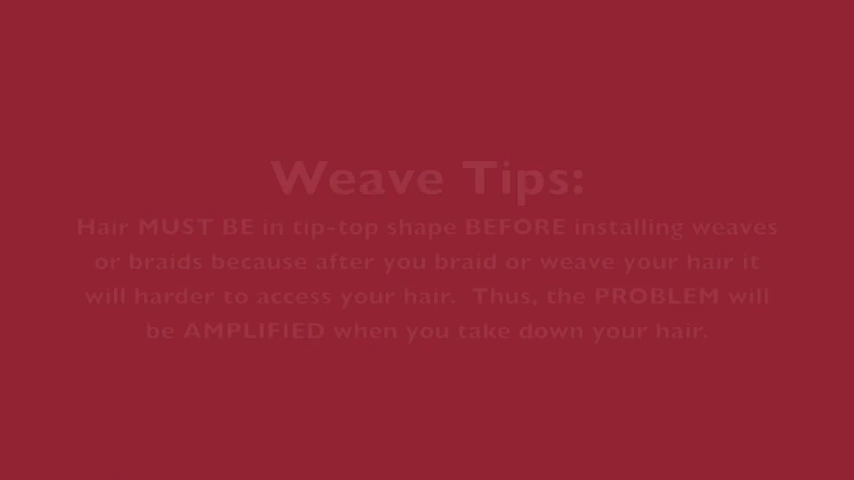 Weave Tips:
Hair MUST BE in tip-top shape BEFORE installing weaves
or braids because after you braid or weave your hair it
will harder to access your hair.  Thus, the PROBLEM will
be AMPLIFIED when you take down your hair.